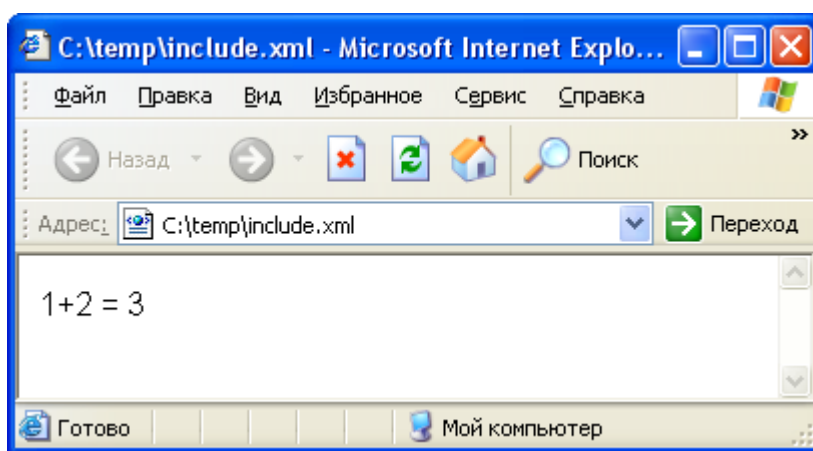 C:\temp\include.xml - Microsoft Internet Explo...
Файл Правка Вид Избранное Сервис Справка
Назад Поиск »
Адрес: C:\temp\include.xml Переход
1+2 = 3
Готово Мой компьютер